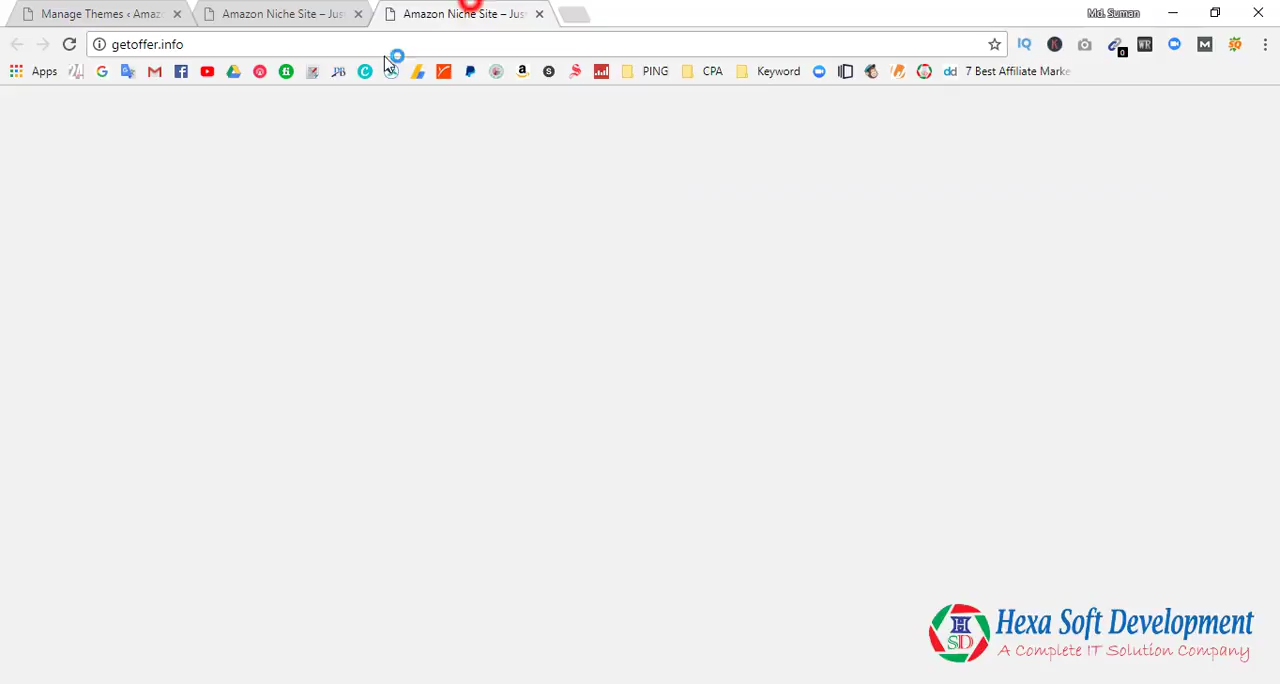 Manage Themes ‹ Amaz
Amazon Niche Site – Jus
Amazon Niche Site – Jus
Md. Suman
getoffer.info
Apps
PING
CPA
Keyword
dd 7 Best Affiliate Marke
Hexa Soft Development
A Complete IT Solution Company